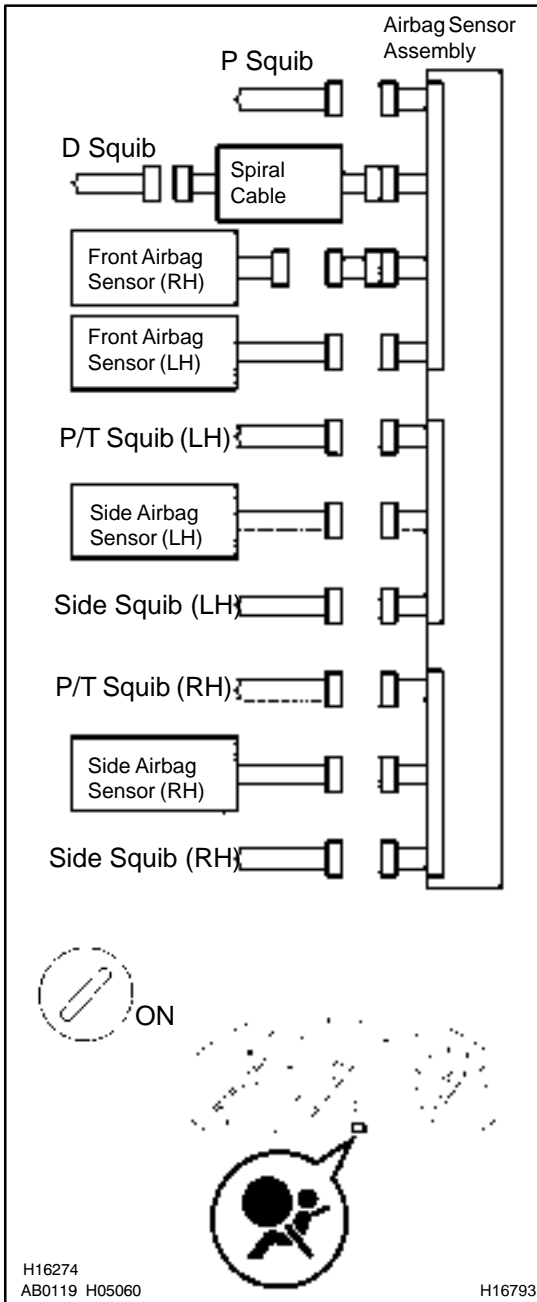 Airbag Sensor
Assembly
P Squib
D Squib
Spiral
Cable
Front Airbag
Sensor (RH)
Front Airbag
Sensor (LH)
P/T Squib (LH)
Side Airbag
Sensor (LH)
Side Squib (LH)
P/T Squib (RH)
Side Airbag
Sensor (RH)
Side Squib (RH)
ON
H16274
AB0119 H05060
H16793